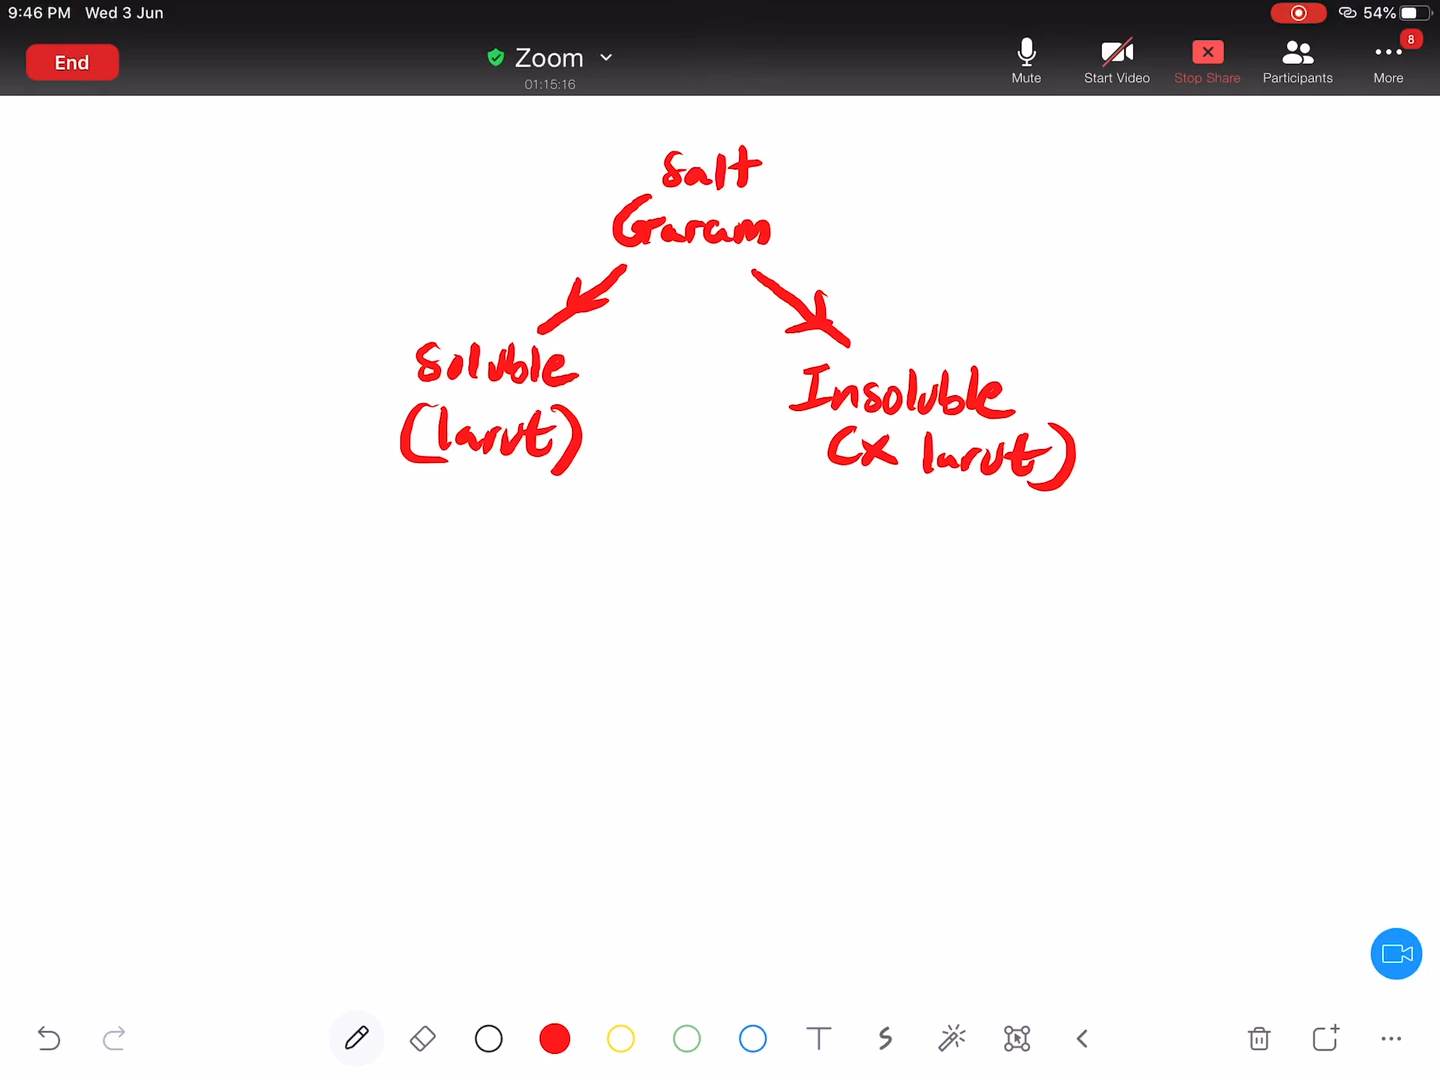 9:46 PM Wed 3 Jun
54%
End
Zoom
01:15:16
Mute
Start Video
Stop Share
Participants
8
More
Salt
Garam
Soluble
(larut)
Insoluble
(x larut)
T